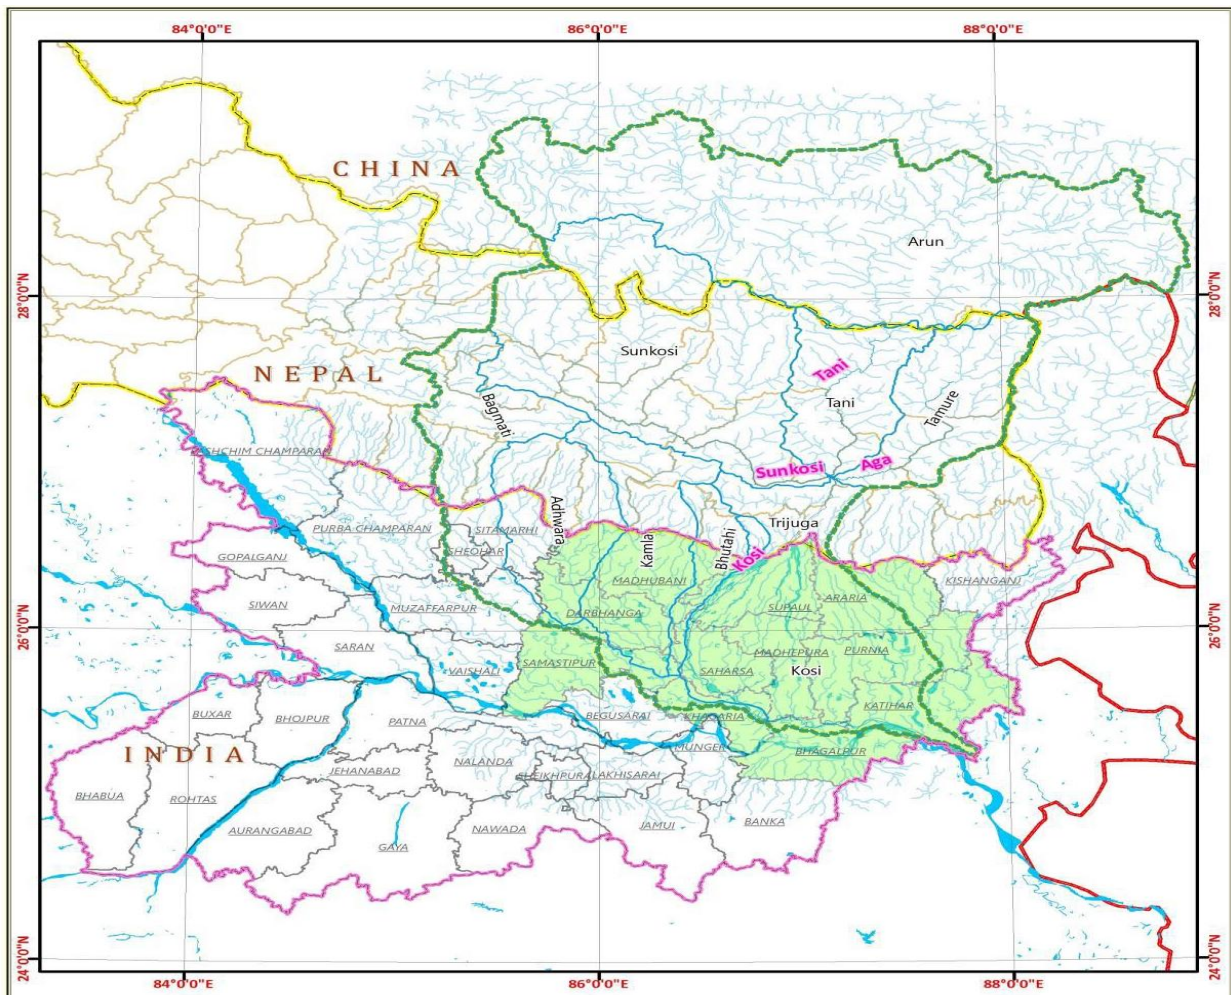 84°0'0"E
86°0'0"E
88°0'0"E
CHINA
Arun
28°0'0"N
28°0'0"N
Sunkosi
Tani
NEPAL
Tani
Tamure
Bagmati
SHCHIM CHAMPARAN
Sunkosi
Aga
PURBA CHAMPARAN
SITAMARHI
Adhwara
Trijuga
Kamla
Bhutahi
Kosi
SHEOHAR
GOPALGANJ
MADHUBANI
KISHANGANJ
SIWAN
MUZAFFARPUR
DARBHANGA
SUPAUL
ARARIA
26°0'0"N
26°0'0"N
SARAN
VAISHALI
SAMASTIPUR
SAHARSA
MADHEPURA
PURNIA
Kosi
BUXAR
BHOJPUR
PATNA
BEGUSARAI
KHAGARIA
KATIHAR
INDIA
NALANDA
MUNGER
BHAGALPUR
JEHANABAD
SHEIKHPURA
LAKHISARAI
BHABUA
ROHTAS
AURANGABAD
GAYA
NAWADA
JAMUI
BANKA
24°0'0"N
24°0'0"N
84°0'0"E
86°0'0"E
88°0'0"E